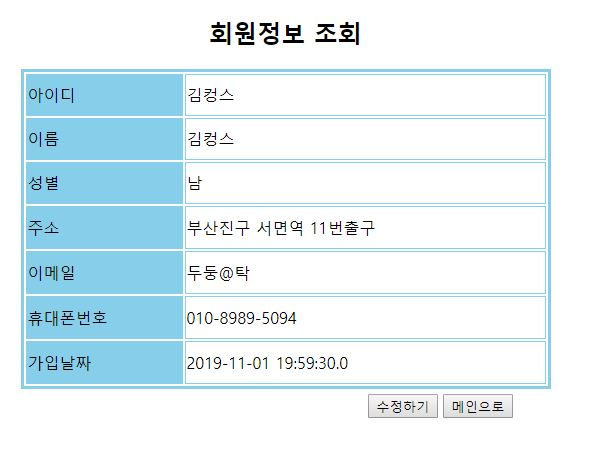 회원정보 조회
아이디 김컹스
이름 김컹스
성별 남
주소 부산진구 서면역 11번출구
이메일 두둥@탁
휴대폰번호 010-8989-5094
가입날짜 2019-11-01 19:59:30.0
수정하기 메인으로